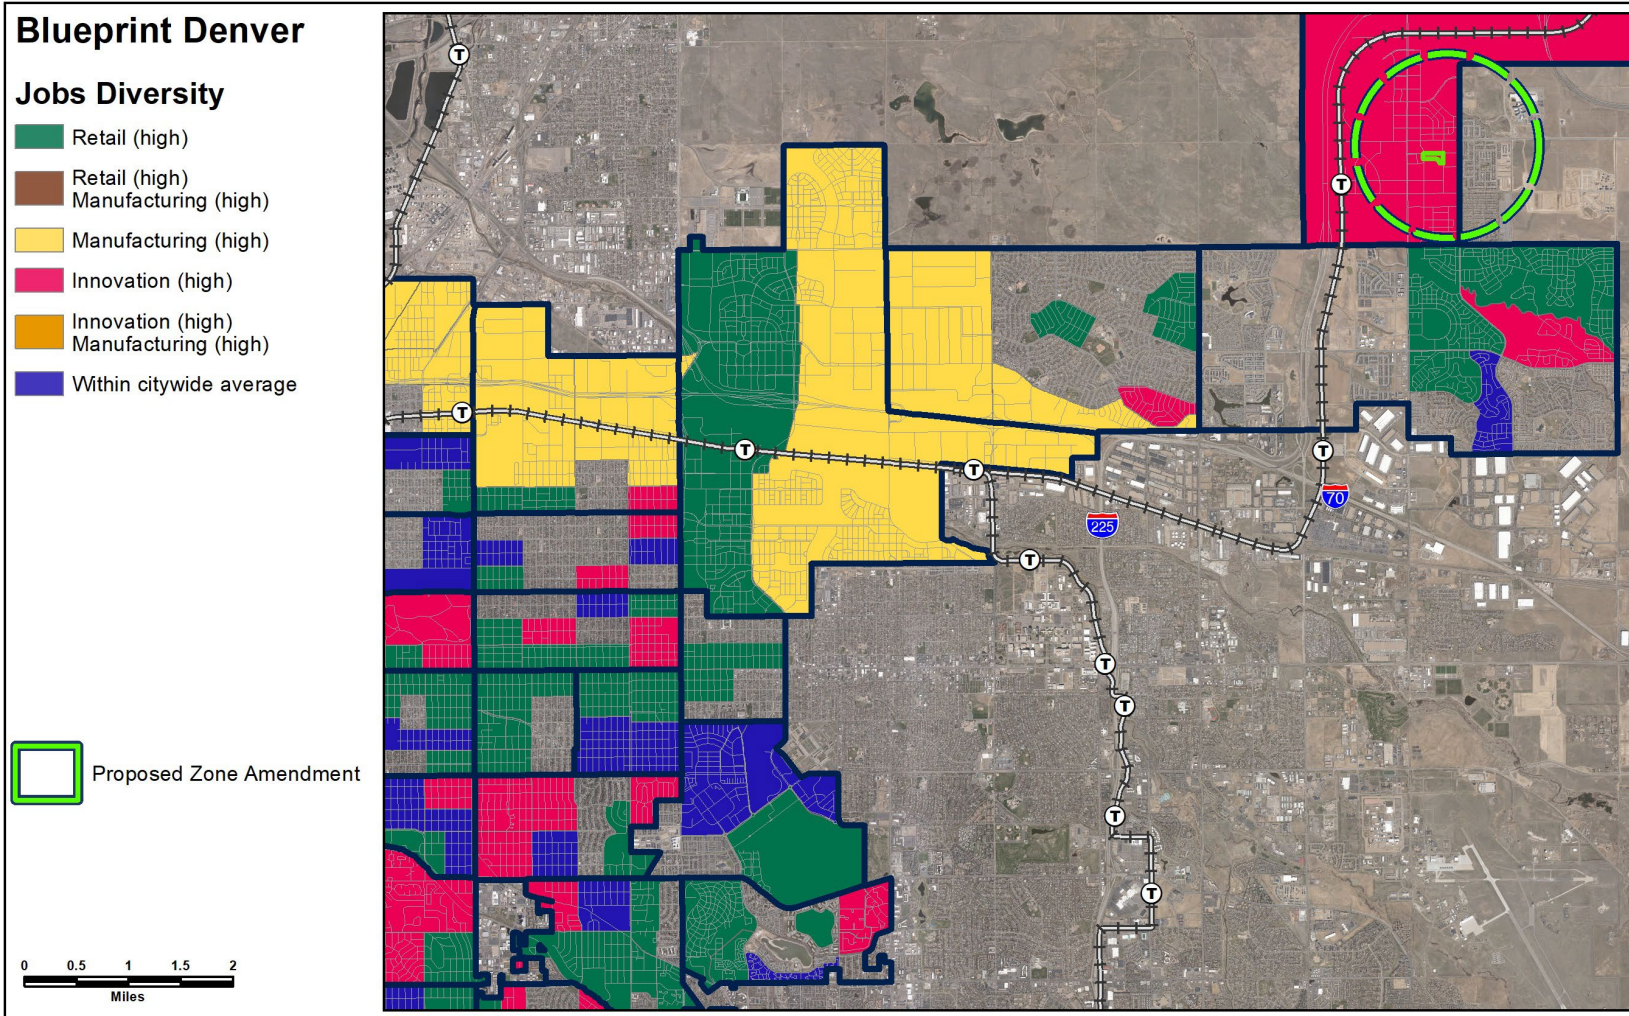 Blueprint Denver
Jobs Diversity
Retail (high)
Retail (high)
Manufacturing (high)
Manufacturing (high)
Innovation (high)
Innovation (high)
Manufacturing (high)
Within citywide average
Proposed Zone Amendment
0 0.5 1 1.5 2
Miles
T
T
T
T
T
T
70
225
T
T
T
T
T